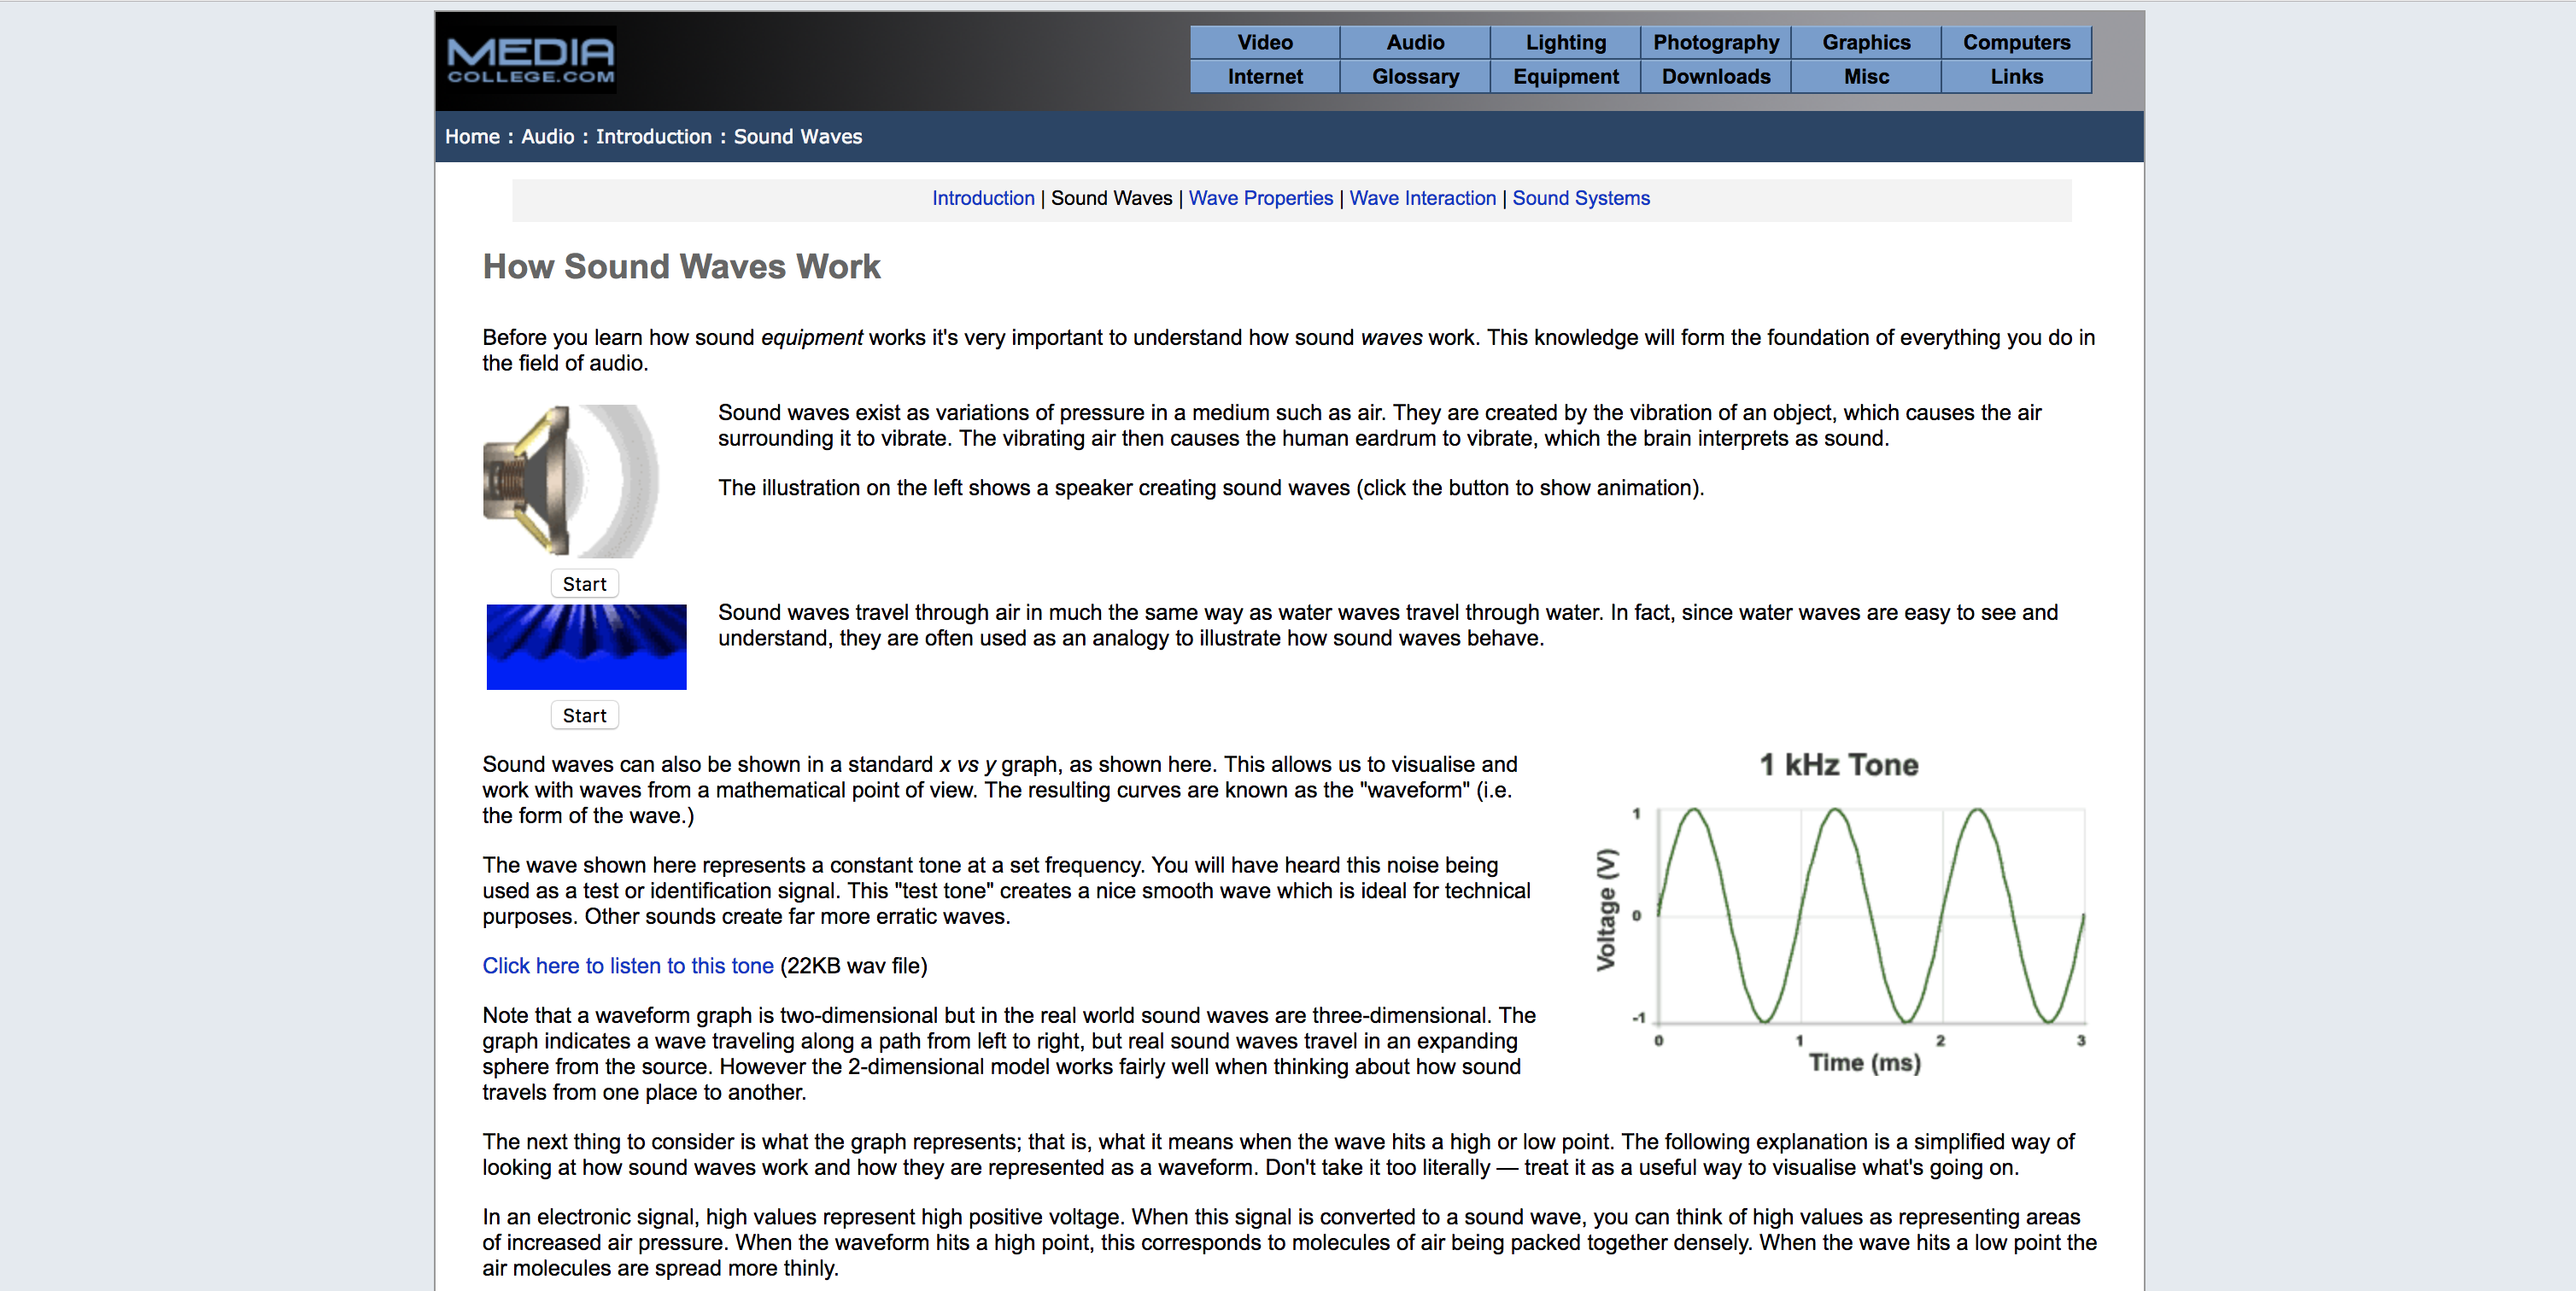 MEDIA
COLLEGE.COM
Video Audio Lighting Photography Graphics Computers
Internet Glossary Equipment Downloads Misc Links
Home : Audio : Introduction : Sound Waves
Introduction | Sound Waves | Wave Properties | Wave Interaction | Sound Systems
How Sound Waves Work
Before you learn how sound equipment works it's very important to understand how sound waves work. This knowledge will form the foundation of everything you do in
the field of audio.
Sound waves exist as variations of pressure in a medium such as air. They are created by the vibration of an object, which causes the air
surrounding it to vibrate. The vibrating air then causes the human eardrum to vibrate, which the brain interprets as sound.
The illustration on the left shows a speaker creating sound waves (click the button to show animation).
Start
Sound waves travel through air in much the same way as water waves travel through water. In fact, since water waves are easy to see and
understand, they are often used as an analogy to illustrate how sound waves behave.
Start
Sound waves can also be shown in a standard x vs y graph, as shown here. This allows us to visualise and
work with waves from a mathematical point of view. The resulting curves are known as the "waveform" (i.e.
the form of the wave.)
The wave shown here represents a constant tone at a set frequency. You will have heard this noise being
used as a test or identification signal. This "test tone" creates a nice smooth wave which is ideal for technical
purposes. Other sounds create far more erratic waves.
Click here to listen to this tone (22KB wav file)
Note that a waveform graph is two-dimensional but in the real world sound waves are three-dimensional. The
graph indicates a wave traveling along a path from left to right, but real sound waves travel in an expanding
sphere from the source. However the 2-dimensional model works fairly well when thinking about how sound
travels from one place to another.
1 kHz Tone
Voltage (V)
1
0
-1
0 1 2 3
Time (ms)
The next thing to consider is what the graph represents; that is, what it means when the wave hits a high or low point. The following explanation is a simplified way of
looking at how sound waves work and how they are represented as a waveform. Don't take it too literally — treat it as a useful way to visualise what's going on.
In an electronic signal, high values represent high positive voltage. When this signal is converted to a sound wave, you can think of high values as representing areas
of increased air pressure. When the waveform hits a high point, this corresponds to molecules of air being packed together densely. When the wave hits a low point the
air molecules are spread more thinly.